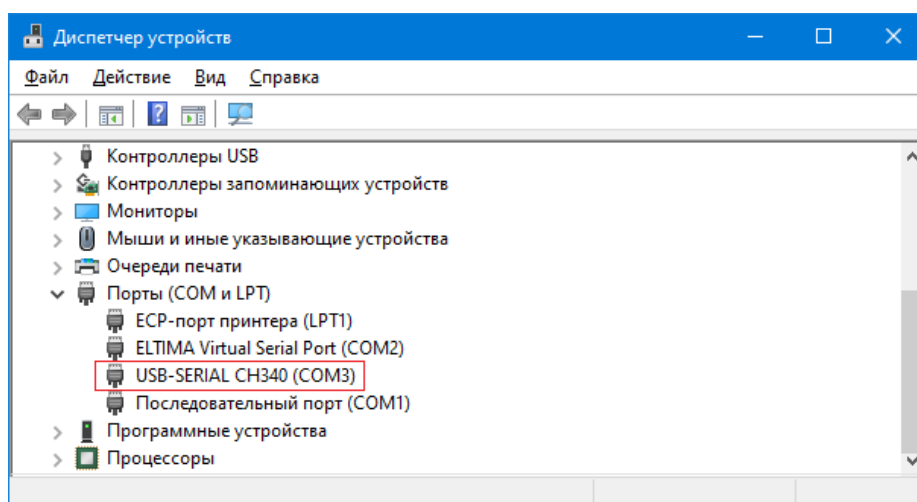 Диспетчер устройств
Файл Действие Вид Справка
Контроллеры USB
Контроллеры запоминающих устройств
Мониторы
Мыши и иные указывающие устройства
Очереди печати
Порты (COM и LPT)
ECP-порт принтера (LPT1)
ELTIMA Virtual Serial Port (COM2)
USB-SERIAL CH340 (COM3)
Последовательный порт (COM1)
Программные устройства
Процессоры